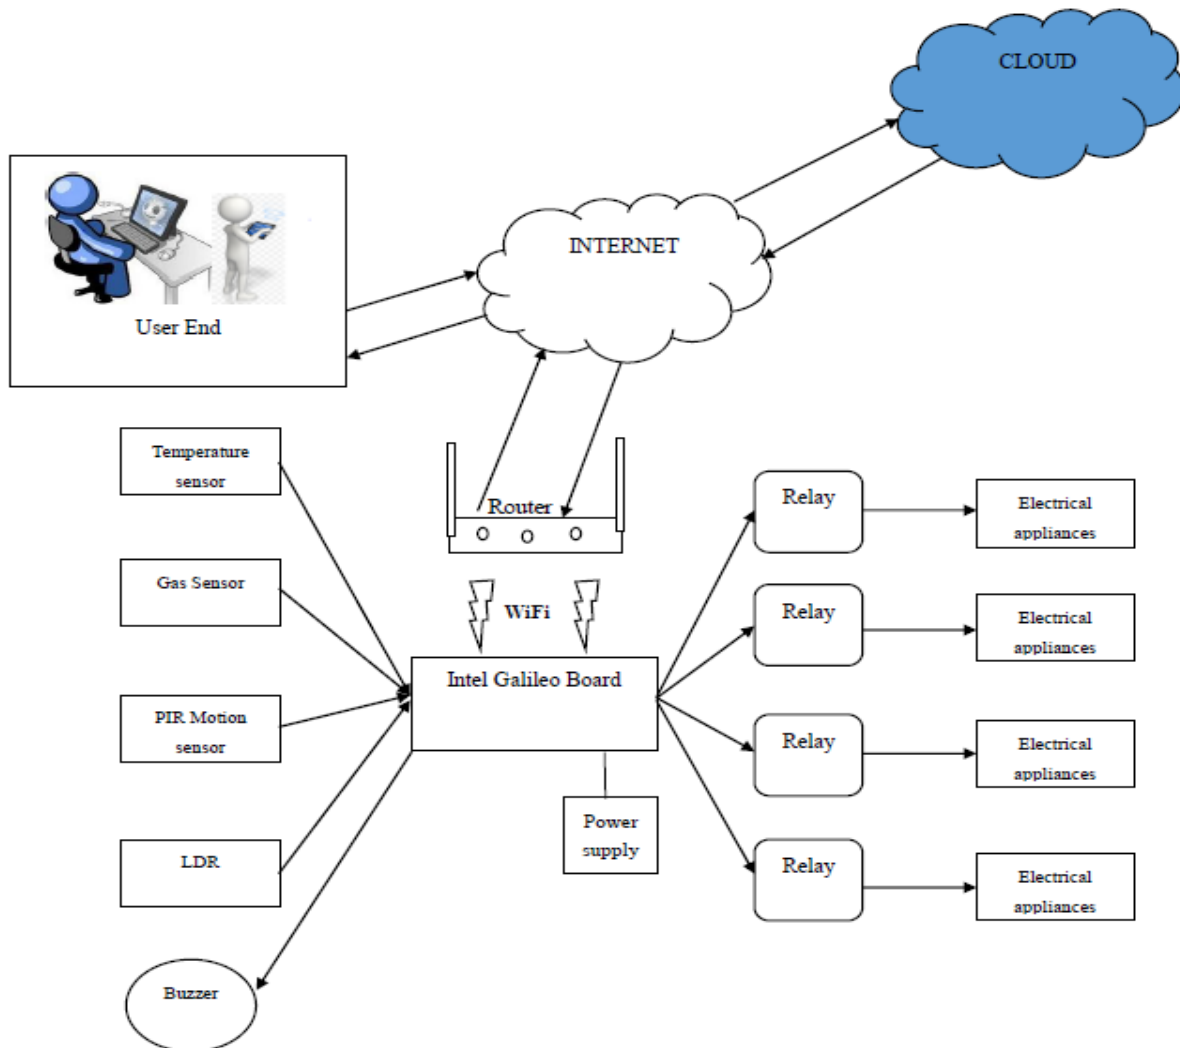 CLOUD
INTERNET
User End
Temperature
sensor
Gas Sensor
PIR Motion
sensor
LDR
Buzzer
Router
WiFi
Intel Galileo Board
Power
supply
Relay
Electrical
appliances
Relay
Electrical
appliances
Relay
Electrical
appliances
Relay
Electrical
appliances